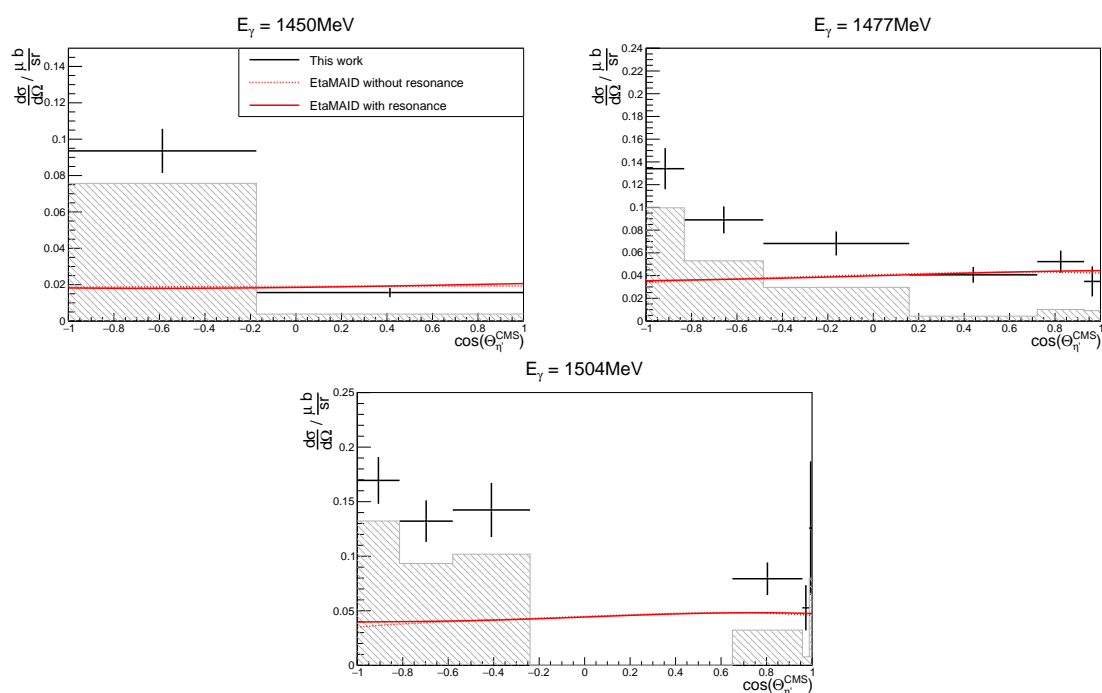 E_γ = 1450MeV
dσ/dΩ / μb/sr
0.14
0.12
0.1
0.08
0.06
0.04
0.02
0
This work
EtaMAID without resonance
EtaMAID with resonance
−1 −0.8 −0.6 −0.4 −0.2 0 0.2 0.4 0.6 0.8 1
cos(Θ_η'^CMS)
E_γ = 1477MeV
dσ/dΩ / μb/sr
0.24
0.22
0.2
0.18
0.16
0.14
0.12
0.1
0.08
0.06
0.04
0.02
0
−1 −0.8 −0.6 −0.4 −0.2 0 0.2 0.4 0.6 0.8 1
cos(Θ_η'^CMS)
E_γ = 1504MeV
dσ/dΩ / μb/sr
0.25
0.2
0.15
0.1
0.05
0
−1 −0.8 −0.6 −0.4 −0.2 0 0.2 0.4 0.6 0.8 1
cos(Θ_η'^CMS)